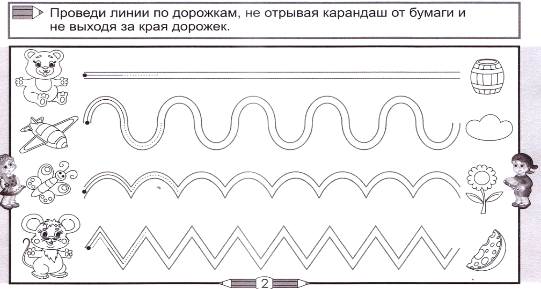 Проведи линии по дорожкам, не отрывая карандаш от бумаги и
не выходя за края дорожек.
2